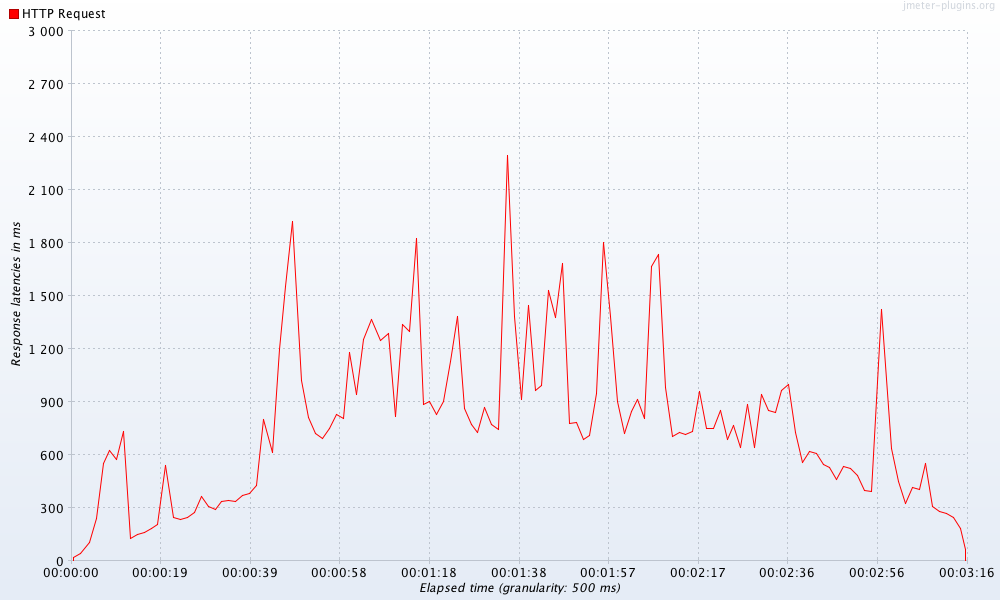 jmeter-plugins.org
HTTP Request
3 000
2 700
2 400
2 100
1 800
1 500
1 200
900
600
300
0
Response latencies in ms
00:00:00 00:00:19 00:00:39 00:00:58 00:01:18 00:01:38 00:01:57 00:02:17 00:02:36 00:02:56 00:03:16
Elapsed time (granularity: 500 ms)